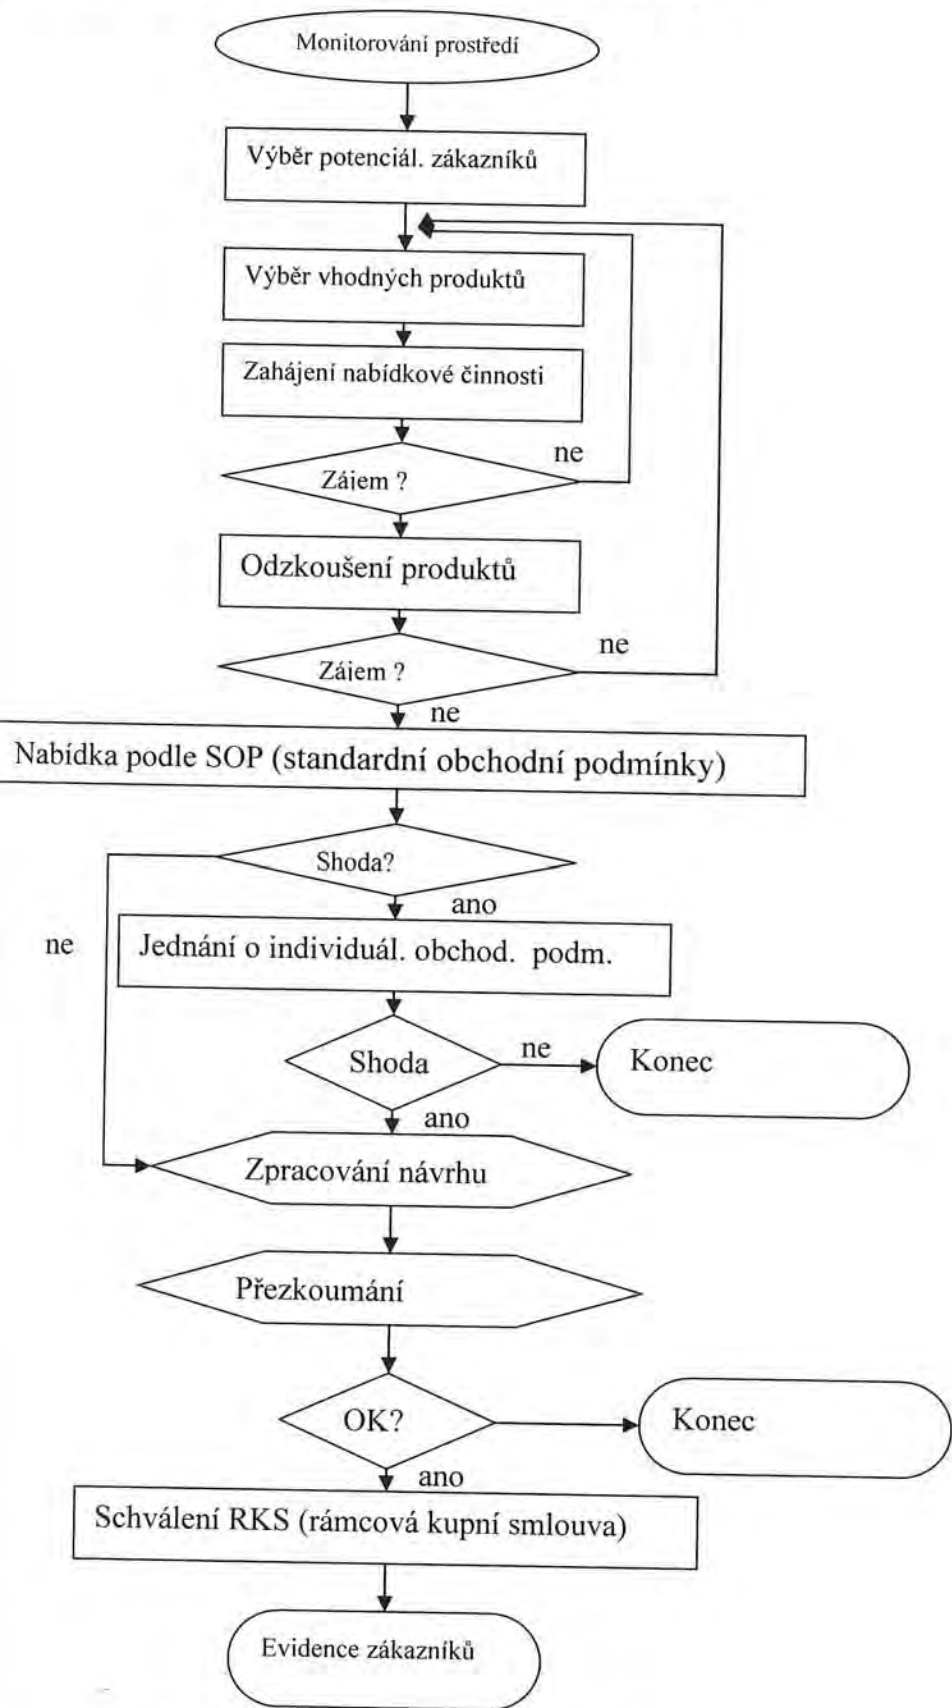 Monitorování prostředí
Výběr potenciál. zákazníků
Výběr vhodných produktů
Zahájení nabídkové činnosti
ne
Zájem ?
Odzkoušení produktů
ne
Zájem ?
ne
Nabídka podle SOP (standardní obchodní podmínky)
Shoda?
ano
ne
Jednání o individuál. obchod. podm.
Shoda
ne
Konec
ano
Zpracování návrhu
Přezkoumání
OK?
Konec
ano
Schválení RKS (rámcová kupní smlouva)
Evidence zákazníků